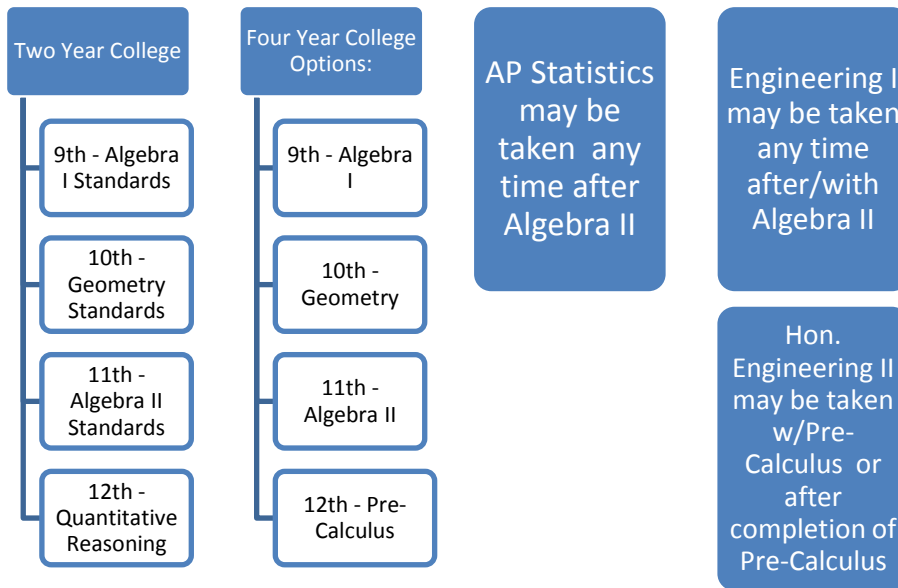 Two Year College
9th - Algebra
I Standards
10th -
Geometry
Standards
11th -
Algebra II
Standards
12th -
Quantitative
Reasoning
Four Year College
Options:
9th - Algebra
I
10th -
Geometry
11th -
Algebra II
12th - Pre-
Calculus
AP Statistics
may be
taken any
time after
Algebra II
Engineering I
may be taken
any time
after/with
Algebra II
Hon.
Engineering II
may be taken
w/Pre-
Calculus or
after
completion of
Pre-Calculus